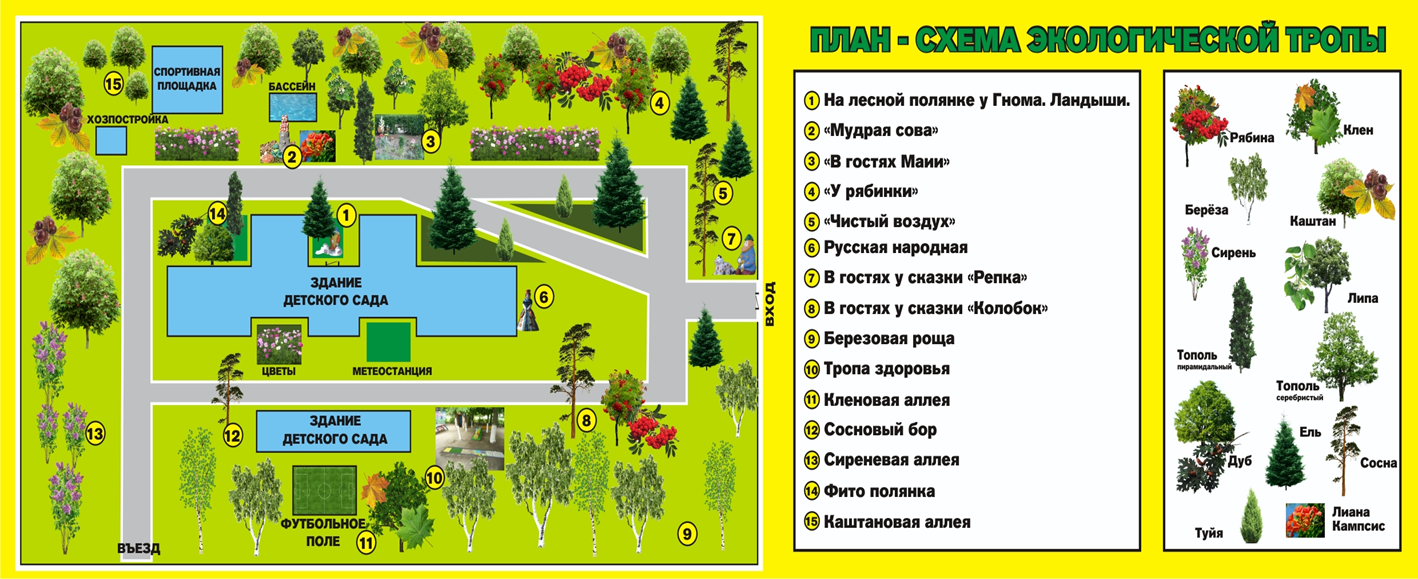 ПЛАН - СХЕМА ЭКОЛОГИЧЕСКОЙ ТРОПЫ
15
СПОРТИВНАЯ
ПЛОЩАДКА
БАССЕЙН
ХОЗПОСТРОЙКА
2
3
4
5
14
1
7
ЗДАНИЕ
ДЕТСКОГО САДА
6
ВХОД
ЦВЕТЫ
МЕТЕОСТАНЦИЯ
13
12
ЗДАНИЕ
ДЕТСКОГО САДА
8
10
ФУТБОЛЬНОЕ
ПОЛЕ
11
9
ВЪЕЗД
1 На лесной полянке у Гнома. Ландыши.
2 «Мудрая сова»
3 «В гостях Маии»
4 «У рябинки»
5 «Чистый воздух»
6 Русская народная
7 В гостях у сказки «Репка»
8 В гостях у сказки «Колобок»
9 Березовая роща
10 Тропа здоровья
11 Кленовая аллея
12 Сосновый бор
13 Сиреневая аллея
14 Фито полянка
15 Каштановая аллея
Рябина
Клен
Берёза
Каштан
Сирень
Липа
Тополь
пирамидальный
Тополь
серебристый
Дуб
Ель
Сосна
Туйя
Лиана
Кампсис